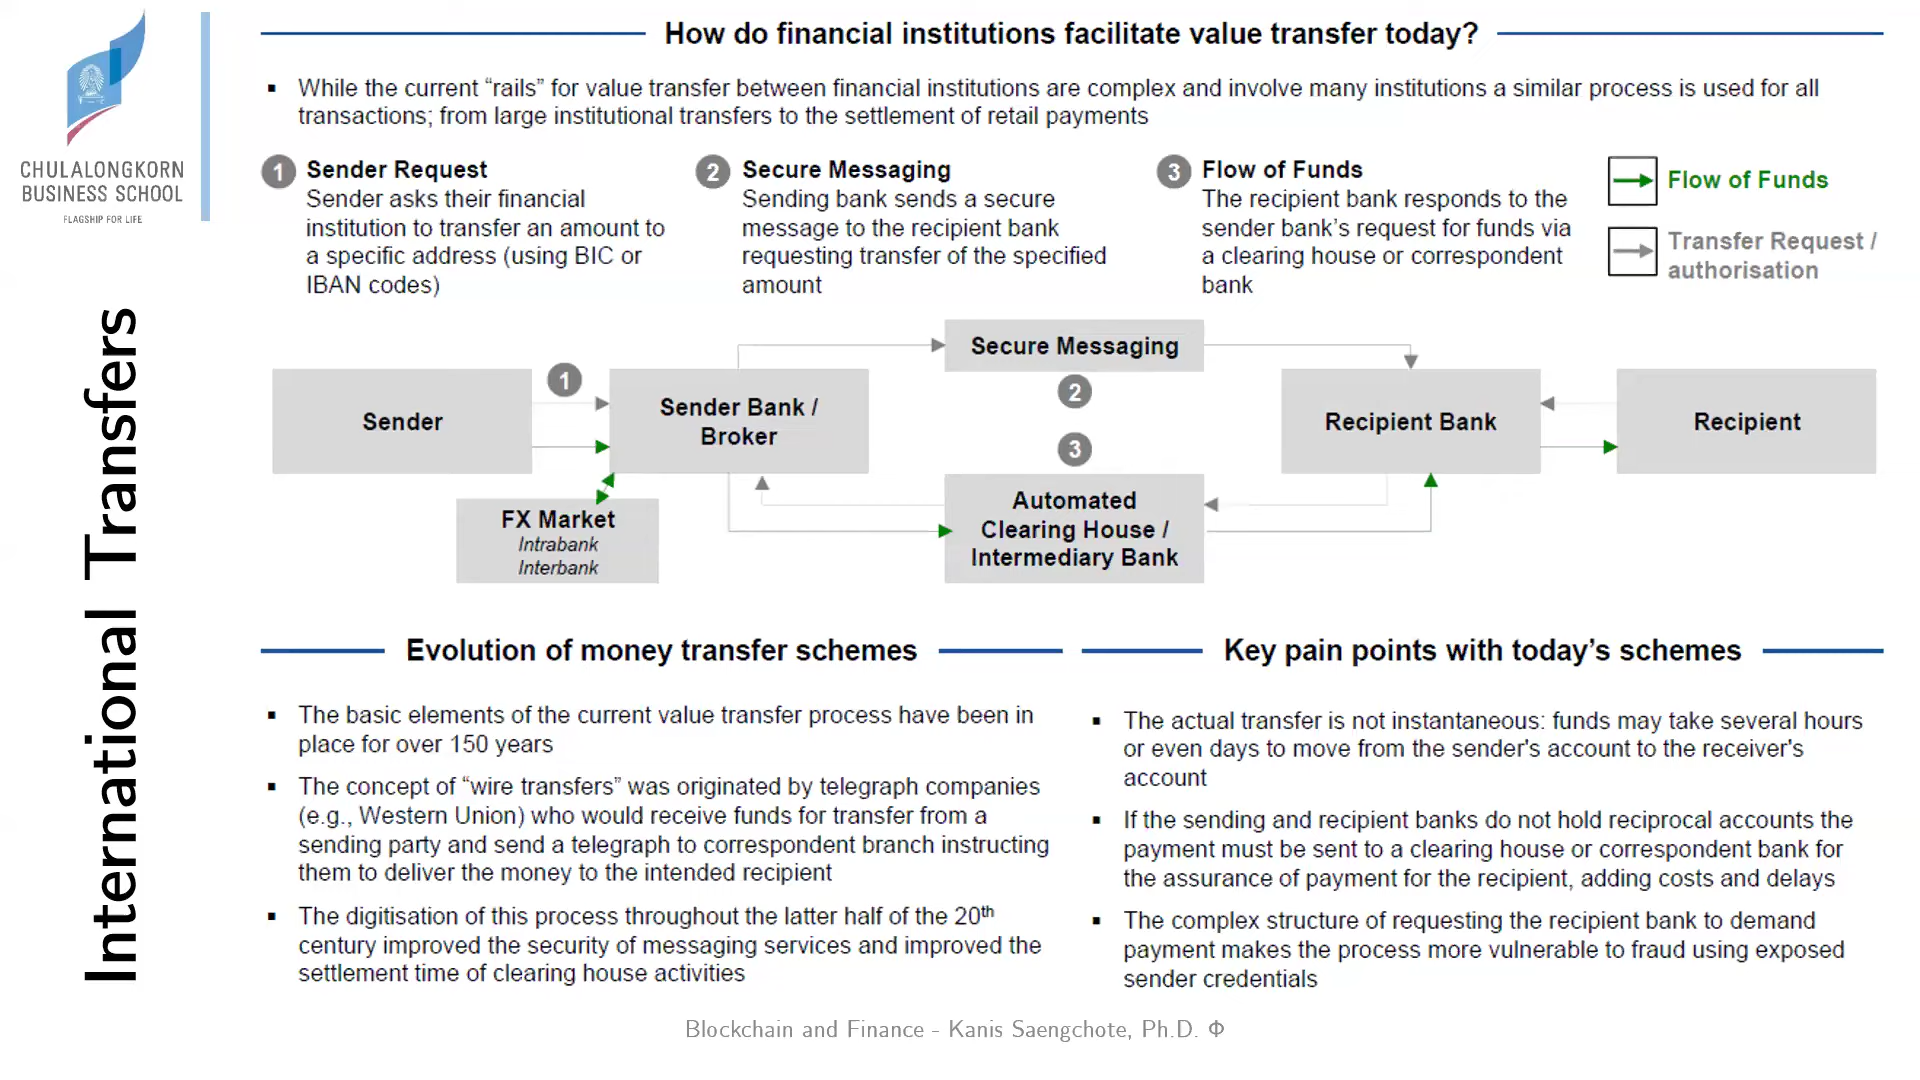 CHULALONGKORN
BUSINESS SCHOOL
FLAGSHIP FOR LIFE
International Transfers
How do financial institutions facilitate value transfer today?
▪ While the current “rails” for value transfer between financial institutions are complex and involve many institutions a similar process is used for all
transactions; from large institutional transfers to the settlement of retail payments
1 Sender Request
Sender asks their financial
institution to transfer an amount to
a specific address (using BIC or
IBAN codes)
2 Secure Messaging
Sending bank sends a secure
message to the recipient bank
requesting transfer of the specified
amount
3 Flow of Funds
The recipient bank responds to the
sender bank’s request for funds via
a clearing house or correspondent
bank
Flow of Funds
Transfer Request /
authorisation
Sender
1
Sender Bank /
Broker
Secure Messaging
2
3
Recipient Bank
Recipient
FX Market
Intrabank
Interbank
Automated
Clearing House /
Intermediary Bank
Evolution of money transfer schemes
▪ The basic elements of the current value transfer process have been in
place for over 150 years
▪ The concept of “wire transfers” was originated by telegraph companies
(e.g., Western Union) who would receive funds for transfer from a
sending party and send a telegraph to correspondent branch instructing
them to deliver the money to the intended recipient
▪ The digitisation of this process throughout the latter half of the 20th
century improved the security of messaging services and improved the
settlement time of clearing house activities
Key pain points with today’s schemes
▪ The actual transfer is not instantaneous: funds may take several hours
or even days to move from the sender's account to the receiver's
account
▪ If the sending and recipient banks do not hold reciprocal accounts the
payment must be sent to a clearing house or correspondent bank for
the assurance of payment for the recipient, adding costs and delays
▪ The complex structure of requesting the recipient bank to demand
payment makes the process more vulnerable to fraud using exposed
sender credentials
Blockchain and Finance - Kanis Saengchote, Ph.D. Φ